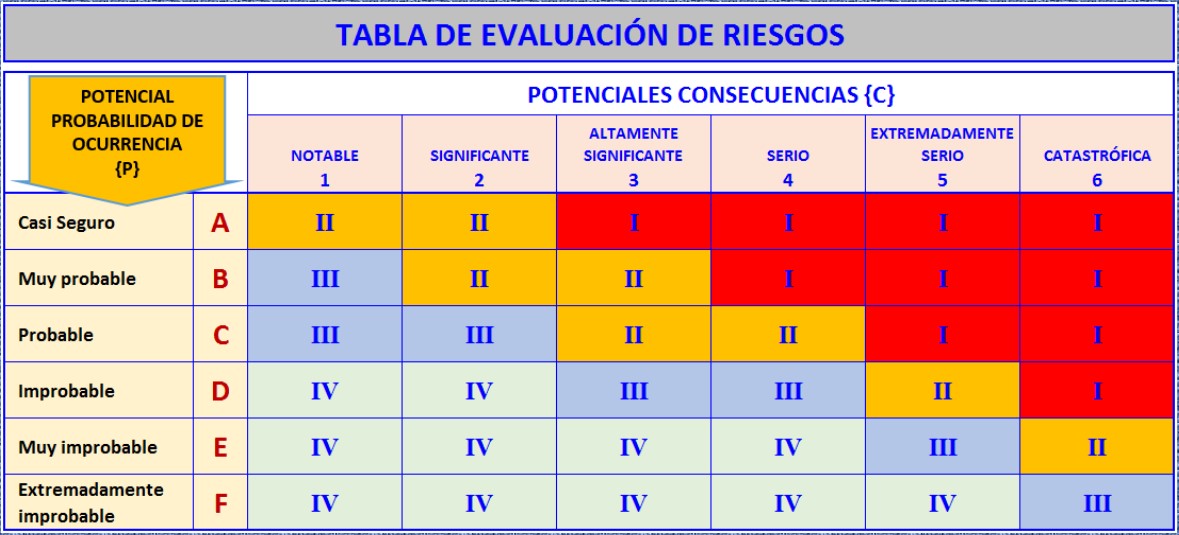 TABLA DE EVALUACIÓN DE RIESGOS
POTENCIAL
PROBABILIDAD DE
OCURRENCIA
{P}
POTENCIALES CONSECUENCIAS {C}
NOTABLE
1
SIGNIFICANTE
2
ALTAMENTE
SIGNIFICANTE
3
SERIO
4
EXTREMADAMENTE
SERIO
5
CATASTRÓFICA
6
Casi Seguro A II II I I I I
Muy probable B III II II I I I
Probable C III III II II I I
Improbable D IV IV III III II I
Muy improbable E IV IV IV IV III II
Extremadamente
improbable F IV IV IV IV IV III